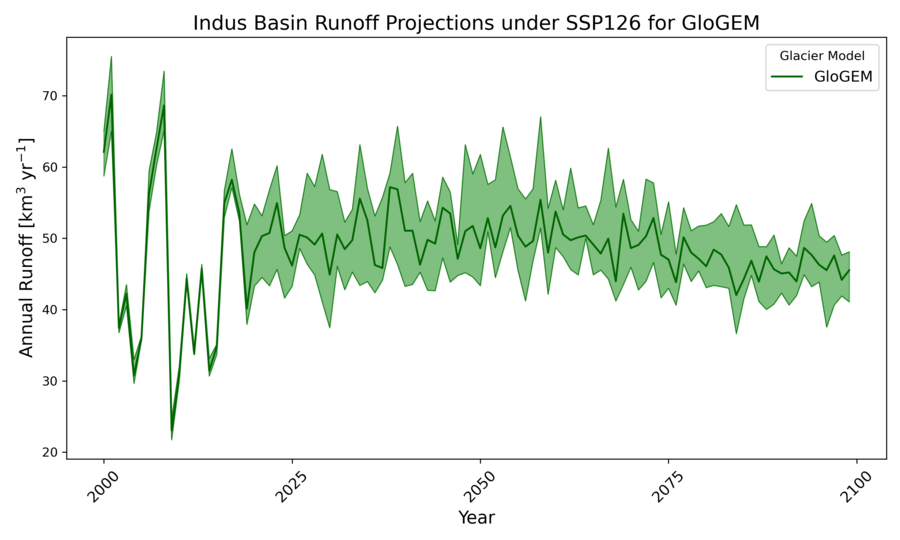 Indus Basin Runoff Projections under SSP126 for GloGEM
Glacier Model
GloGEM
Annual Runoff [km³ yr⁻¹]
70
60
50
40
30
20
2000
2025
2050
2075
2100
Year